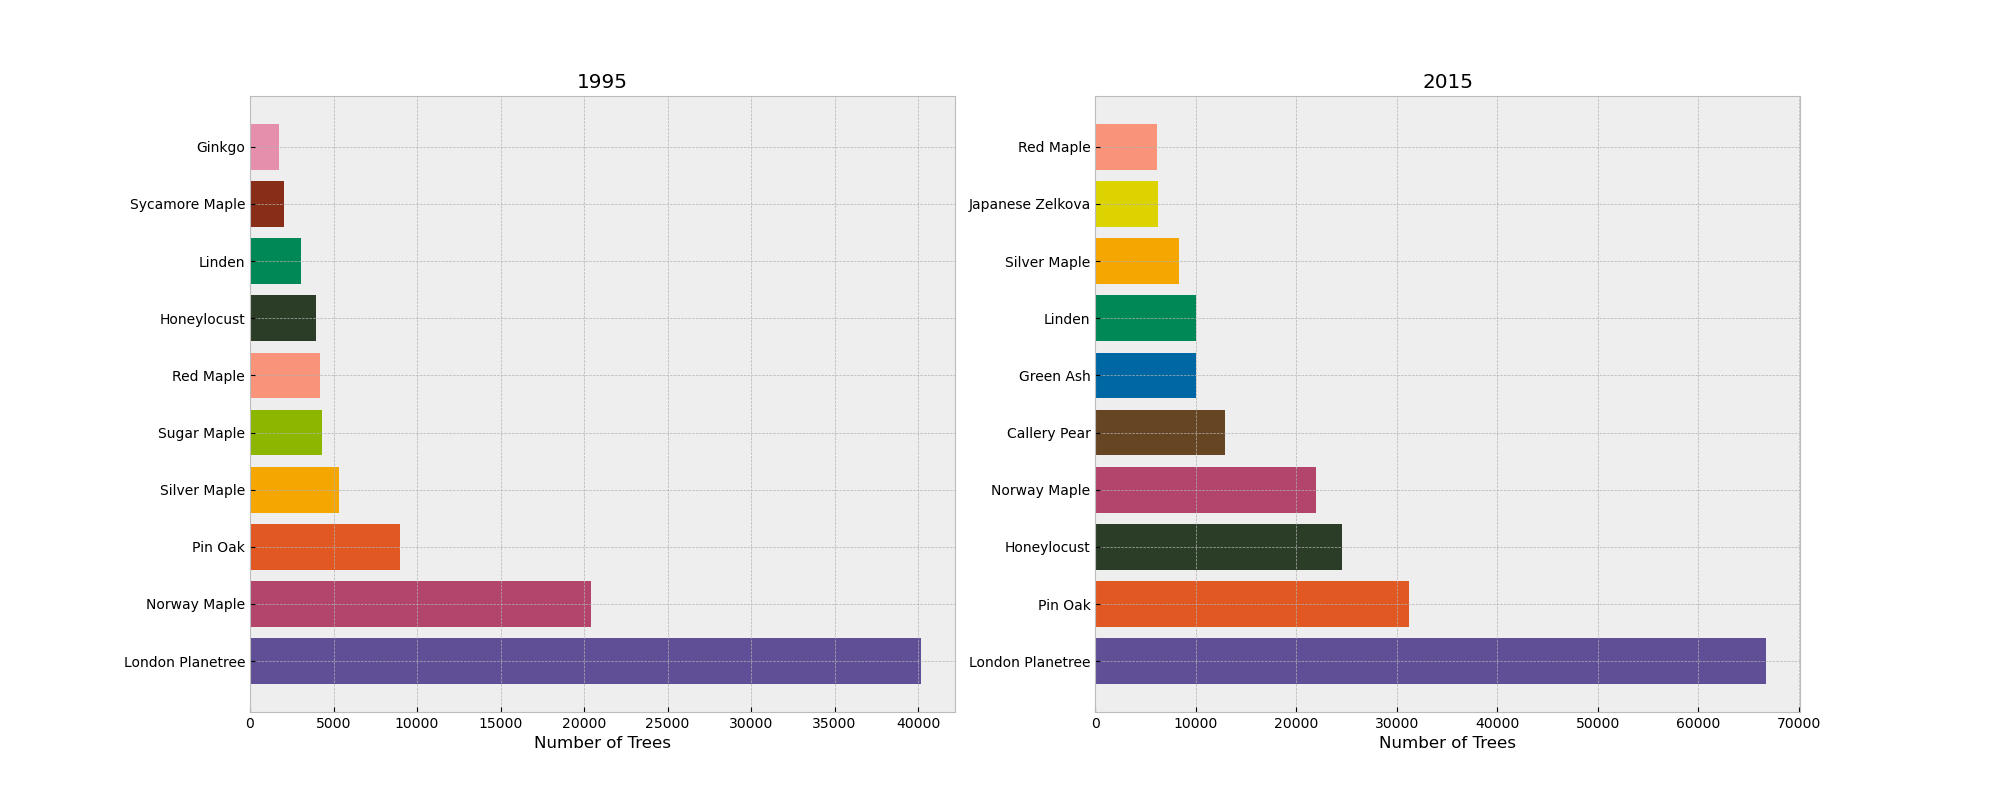 1995
Ginkgo
Sycamore Maple
Linden
Honeylocust
Red Maple
Sugar Maple
Silver Maple
Pin Oak
Norway Maple
London Planetree
0 5000 10000 15000 20000 25000 30000 35000 40000
Number of Trees
2015
Red Maple
Japanese Zelkova
Silver Maple
Linden
Green Ash
Callery Pear
Norway Maple
Honeylocust
Pin Oak
London Planetree
0 10000 20000 30000 40000 50000 60000 70000
Number of Trees